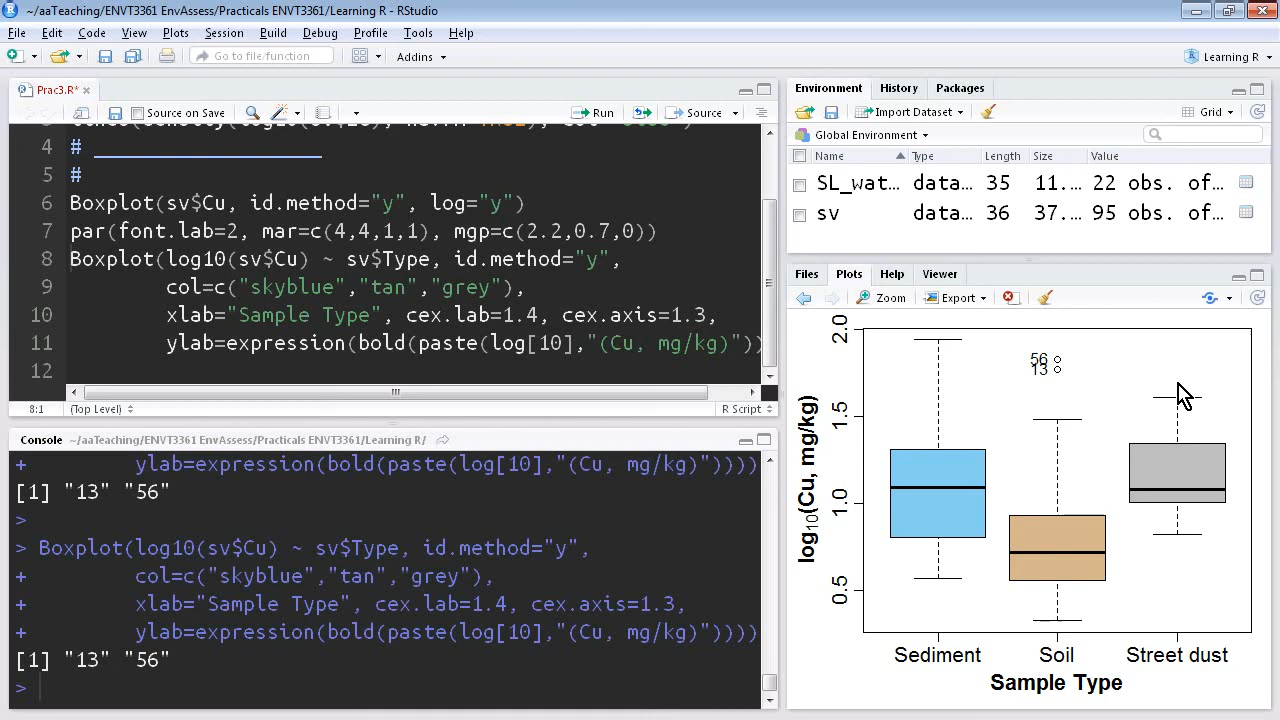 ~/aaTeaching/ENVT3361 EnvAssess/Practicals ENVT3361/Learning R - RStudio
File Edit Code View Plots Session Build Debug Profile Tools Help
Go to file/function Addins Learning R
Prac3.R*
Source on Save Run Source
4 #
5 #
6 Boxplot(sv$Cu, id.method="y", log="y")
7 par(font.lab=2, mar=c(4,4,1,1), mgp=c(2.2,0.7,0))
8 Boxplot(log10(sv$Cu) ~ sv$Type, id.method="y",
9 col=c("skyblue","tan","grey"),
10 xlab="Sample Type", cex.lab=1.4, cex.axis=1.3,
11 ylab=expression(bold(paste(log[10],"(Cu, mg/kg)"))
12
8:1 (Top Level) R Script
Console ~/aaTeaching/ENVT3361 EnvAssess/Practicals ENVT3361/Learning R/
+ ylab=expression(bold(paste(log[10],"(Cu, mg/kg)"))))
[1] "13" "56"
>
> Boxplot(log10(sv$Cu) ~ sv$Type, id.method="y",
+ col=c("skyblue","tan","grey"),
+ xlab="Sample Type", cex.lab=1.4, cex.axis=1.3,
+ ylab=expression(bold(paste(log[10],"(Cu, mg/kg)"))))
[1] "13" "56"
>
Environment History Packages
Import Dataset Grid
Global Environment
Name Type Length Size Value
SL_wat… data… 35 11.… 22 obs. of…
sv data… 36 37.… 95 obs. of…
Files Plots Help Viewer
Zoom Export
2.0
56
13
1.5
1.0
0.5
log10(Cu, mg/kg)
Sediment Soil Street dust
Sample Type